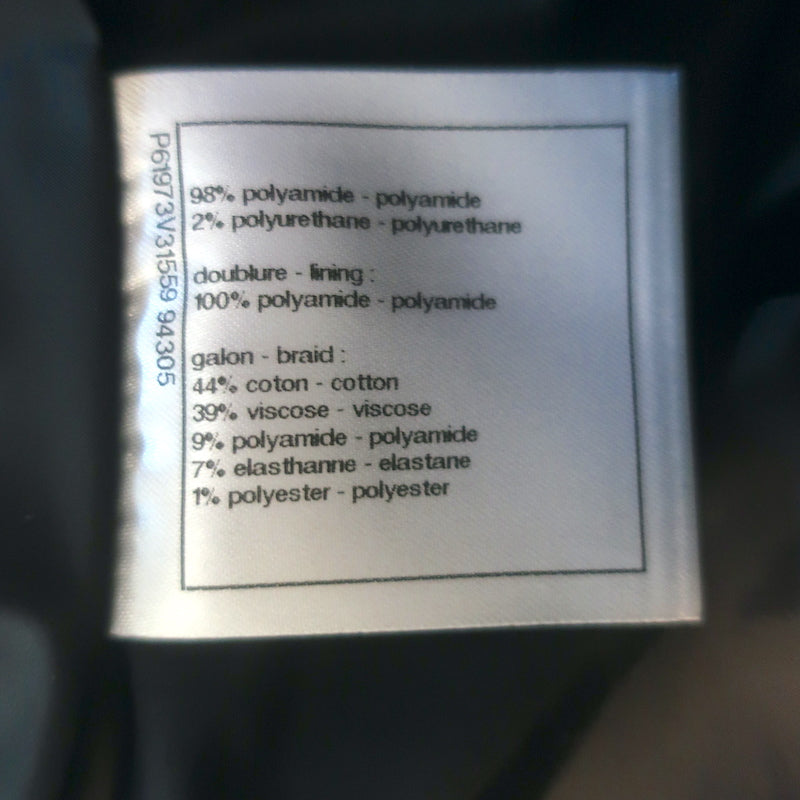 P61973V31559 94305
98% polyamide - polyamide
2% polyurethane - polyurethane
doublure - lining :
100% polyamide - polyamide
galon - braid :
44% coton - cotton
39% viscose - viscose
9% polyamide - polyamide
7% elasthanne - elastane
1% polyester - polyester